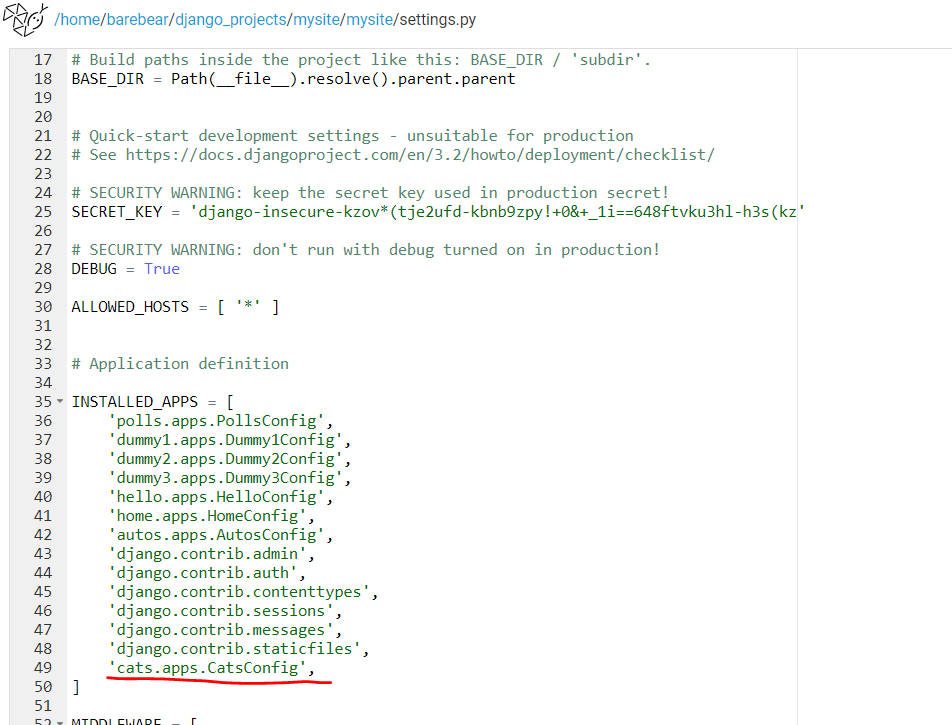 /home/barebear/django_projects/mysite/mysite/settings.py
17 # Build paths inside the project like this: BASE_DIR / 'subdir'.
18 BASE_DIR = Path(__file__).resolve().parent.parent
19
20
21 # Quick-start development settings - unsuitable for production
22 # See https://docs.djangoproject.com/en/3.2/howto/deployment/checklist/
23
24 # SECURITY WARNING: keep the secret key used in production secret!
25 SECRET_KEY = 'django-insecure-kzov*(tje2ufd-kbnb9zpy!+0&+_1i==648ftvku3hl-h3s(kz'
26
27 # SECURITY WARNING: don't run with debug turned on in production!
28 DEBUG = True
29
30 ALLOWED_HOSTS = [ '*' ]
31
32
33 # Application definition
34
35 INSTALLED_APPS = [
36 'polls.apps.PollsConfig',
37 'dummy1.apps.Dummy1Config',
38 'dummy2.apps.Dummy2Config',
39 'dummy3.apps.Dummy3Config',
40 'hello.apps.HelloConfig',
41 'home.apps.HomeConfig',
42 'autos.apps.AutosConfig',
43 'django.contrib.admin',
44 'django.contrib.auth',
45 'django.contrib.contenttypes',
46 'django.contrib.sessions',
47 'django.contrib.messages',
48 'django.contrib.staticfiles',
49 'cats.apps.CatsConfig',
50 ]
51
52 MIDDLEWARE = [